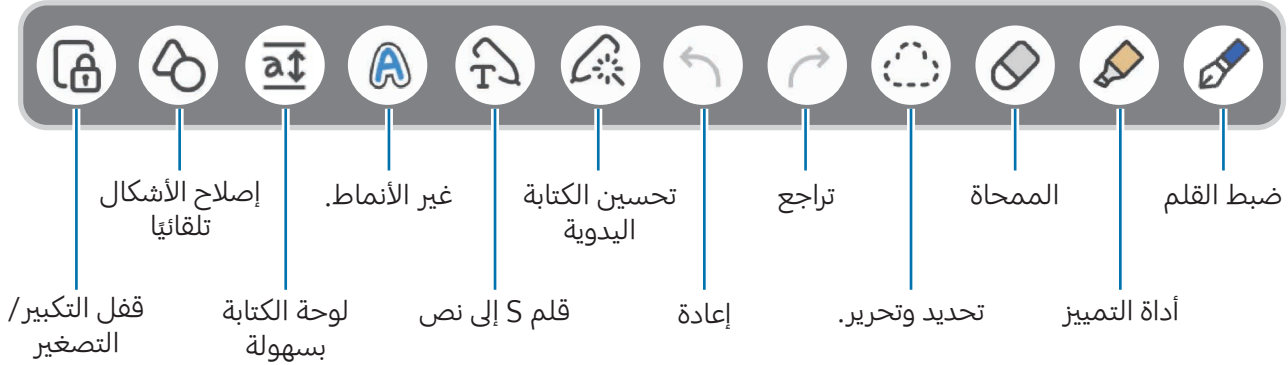 ضبط القلم
الممحاة
تراجع
تحسين الكتابة
اليدوية
غير الأنماط.
إصلاح الأشكال
تلقائيًا
أداة التمييز
تحديد وتحرير.
إعادة
قلم S إلى نص
لوحة الكتابة
بسهولة
قفل التكبير/
التصغير